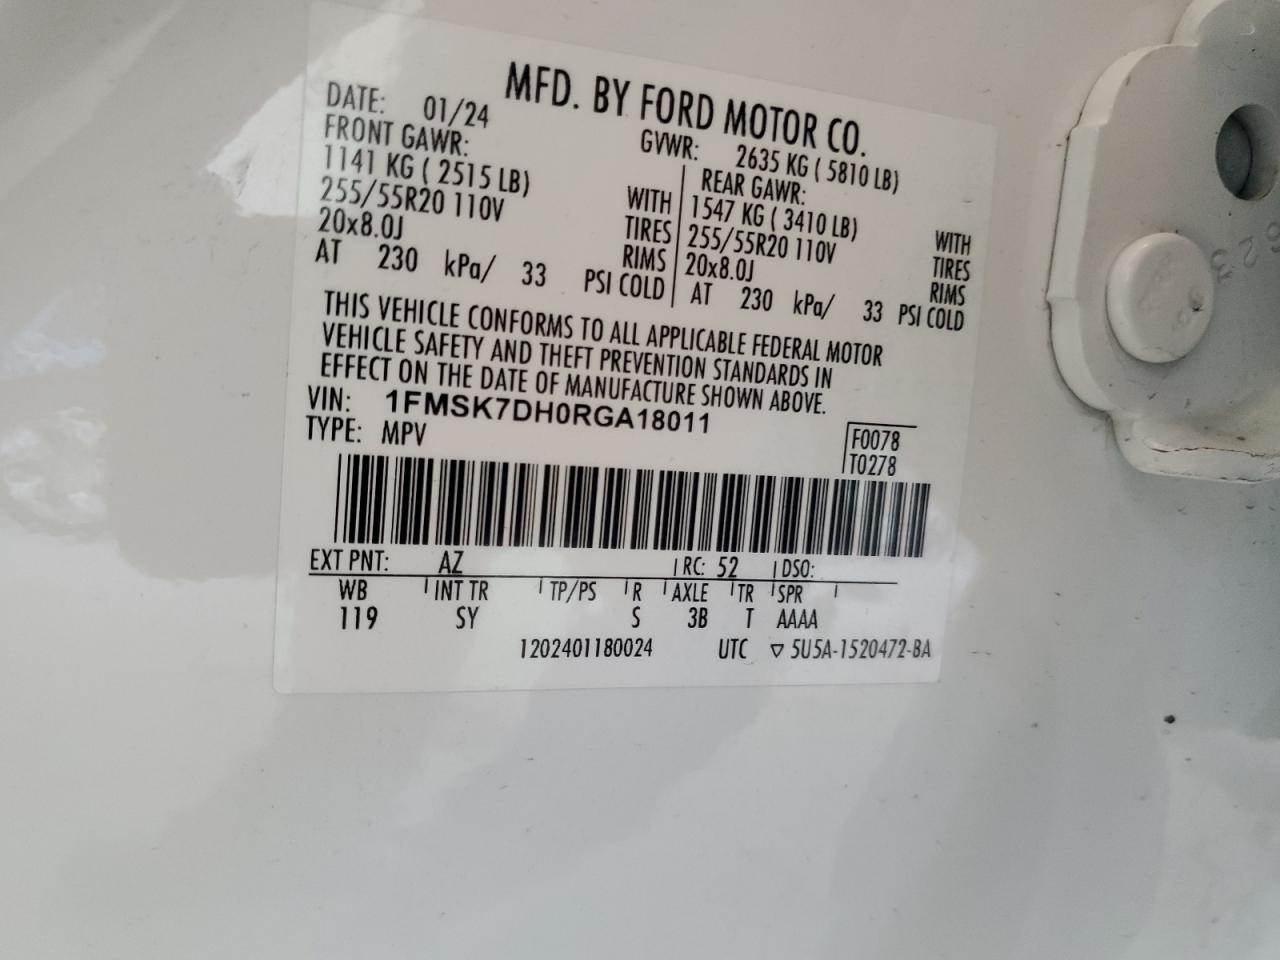 MFD. BY FORD MOTOR CO.
DATE: 01/24 GVWR: 2635 KG ( 5810 LB)
FRONT GAWR: REAR GAWR:
1141 KG ( 2515 LB) WITH 1547 KG ( 3410 LB) WITH
255/55R20 110V TIRES 255/55R20 110V TIRES
20x8.0J RIMS 20x8.0J RIMS
AT 230 kPa/ 33 PSI COLD AT 230 kPa/ 33 PSI COLD
THIS VEHICLE CONFORMS TO ALL APPLICABLE FEDERAL MOTOR
VEHICLE SAFETY AND THEFT PREVENTION STANDARDS IN
EFFECT ON THE DATE OF MANUFACTURE SHOWN ABOVE.
VIN: 1FMSK7DH0RGA18011
TYPE: MPV
F0078
T0278
EXT PNT: AZ RC: 52 DSO:
WB INT TR TP/PS R AXLE TR SPR
119 SY S 3B T AAAA
1202401180024 UTC ▽ 5U5A-1520472-BA